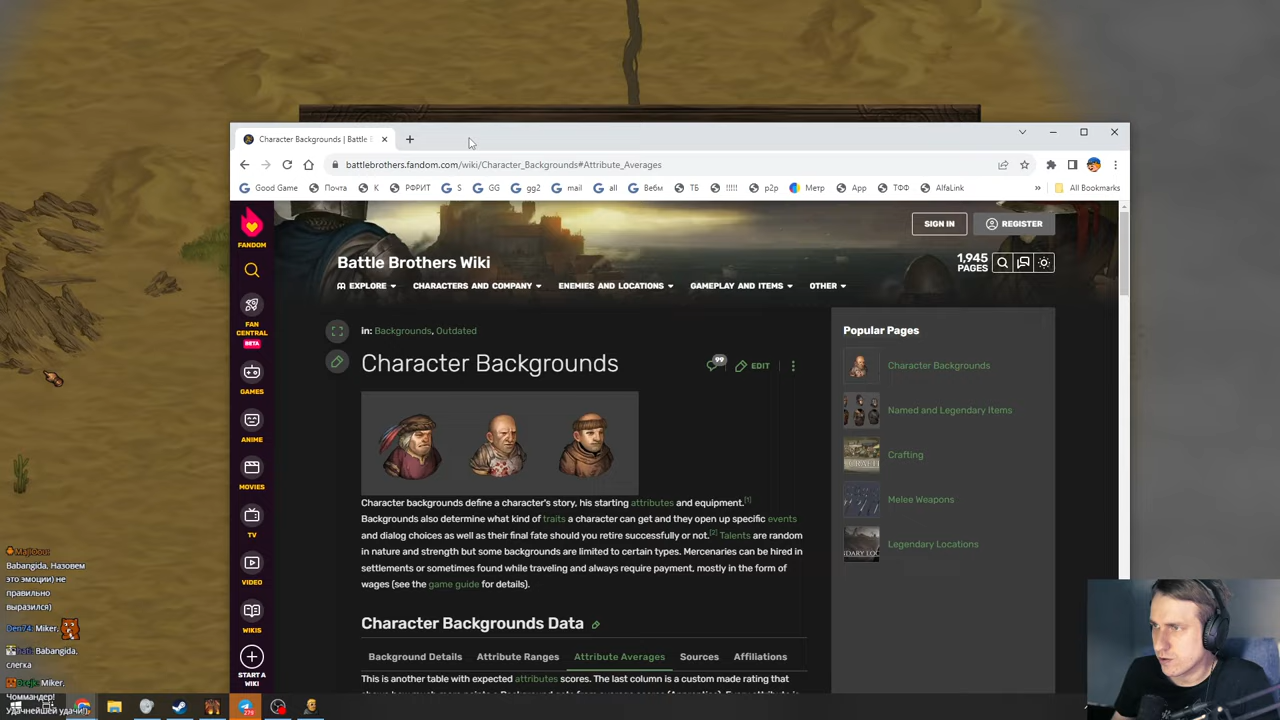 Character Backgrounds | Battle B
battlebrothers.fandom.com/wiki/Character_Backgrounds#Attribute_Averages
Good Game Почта К РФРИТ S GG gg2 mail all Вебм ТБ !!!!! p2p Метр App ТФФ AlfaLink » All Bookmarks
FANDOM
FAN CENTRAL
BETA
GAMES
ANIME
MOVIES
TV
VIDEO
WIKIS
START A WIKI
SIGN IN REGISTER
Battle Brothers Wiki
1,945 PAGES
EXPLORE CHARACTERS AND COMPANY ENEMIES AND LOCATIONS GAMEPLAY AND ITEMS OTHER
in: Backgrounds, Outdated
Character Backgrounds
99
EDIT
Character backgrounds define a character's story, his starting attributes and equipment.[1]
Backgrounds also determine what kind of traits a character can get and they open up specific events
and dialog choices as well as their final fate should you retire successfully or not.[2] Talents are random
in nature and strength but some backgrounds are limited to certain types. Mercenaries can be hired in
settlements or sometimes found while traveling and always require payment, mostly in the form of
wages (see the game guide for details).
Character Backgrounds Data
Background Details Attribute Ranges Attribute Averages Sources Affiliations
This is another table with expected attributes scores. The last column is a custom made rating that
Popular Pages
Character Backgrounds
Named and Legendary Items
Crafting
Melee Weapons
Legendary Locations
Babangida, Назовем
это эмоции) не
правильно
выразился)
Den74: Miker,
Babangida,
слегка
Miker,
Чоммандер!
Удачнейшей удачи